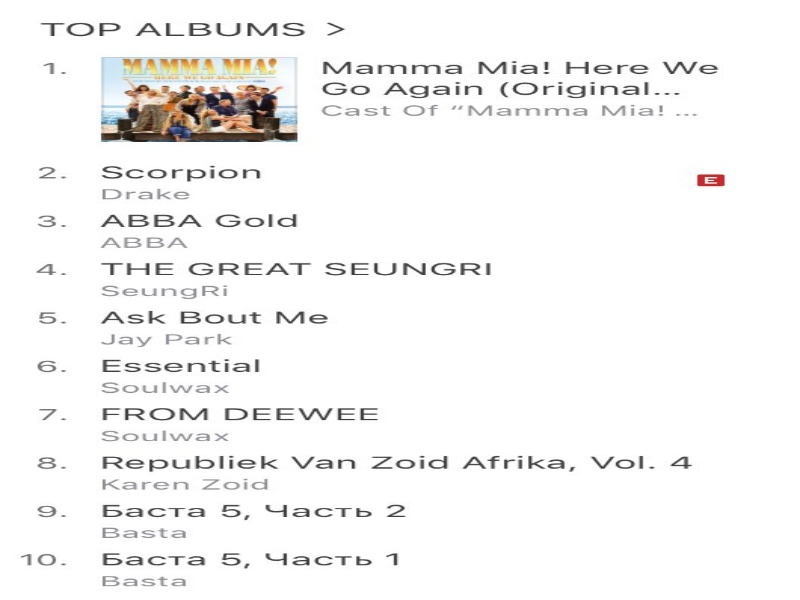 TOP ALBUMS >
1.
MAMMA MIA!
HERE WE GO AGAIN
Mamma Mia! Here We
Go Again (Original...
Cast Of “Mamma Mia! ...
2. Scorpion
E
Drake
3. ABBA Gold
ABBA
4. THE GREAT SEUNGRI
SeungRi
5. Ask Bout Me
Jay Park
6. Essential
Soulwax
7. FROM DEEWEE
Soulwax
8. Republiek Van Zoid Afrika, Vol. 4
Karen Zoid
9. Баста 5, Часть 2
Basta
10. Баста 5, Часть 1
Basta